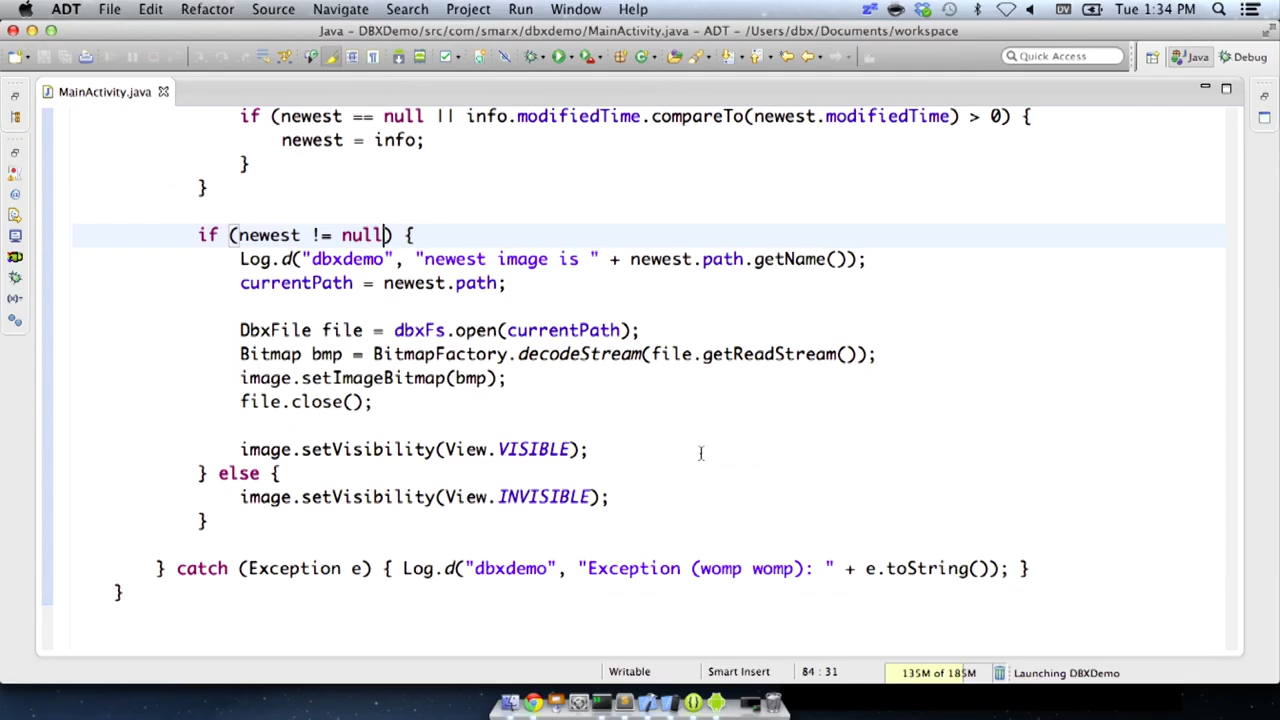 ADT File Edit Refactor Source Navigate Search Project Run Window Help DV Tue 1:34 PM
Java - DBXDemo/src/com/smarx/dbxdemo/MainActivity.java - ADT - /Users/dbx/Documents/workspace
Quick Access Java Debug
MainActivity.java
if (newest == null || info.modifiedTime.compareTo(newest.modifiedTime) > 0) {
newest = info;
}
}
if (newest != null) {
Log.d("dbxdemo", "newest image is " + newest.path.getName());
currentPath = newest.path;
DbxFile file = dbxFs.open(currentPath);
Bitmap bmp = BitmapFactory.decodeStream(file.getReadStream());
image.setImageBitmap(bmp);
file.close();
image.setVisibility(View.VISIBLE);
} else {
image.setVisibility(View.INVISIBLE);
}
} catch (Exception e) { Log.d("dbxdemo", "Exception (womp womp): " + e.toString()); }
}
Writable Smart Insert 84 : 31 135M of 185M Launching DBXDemo